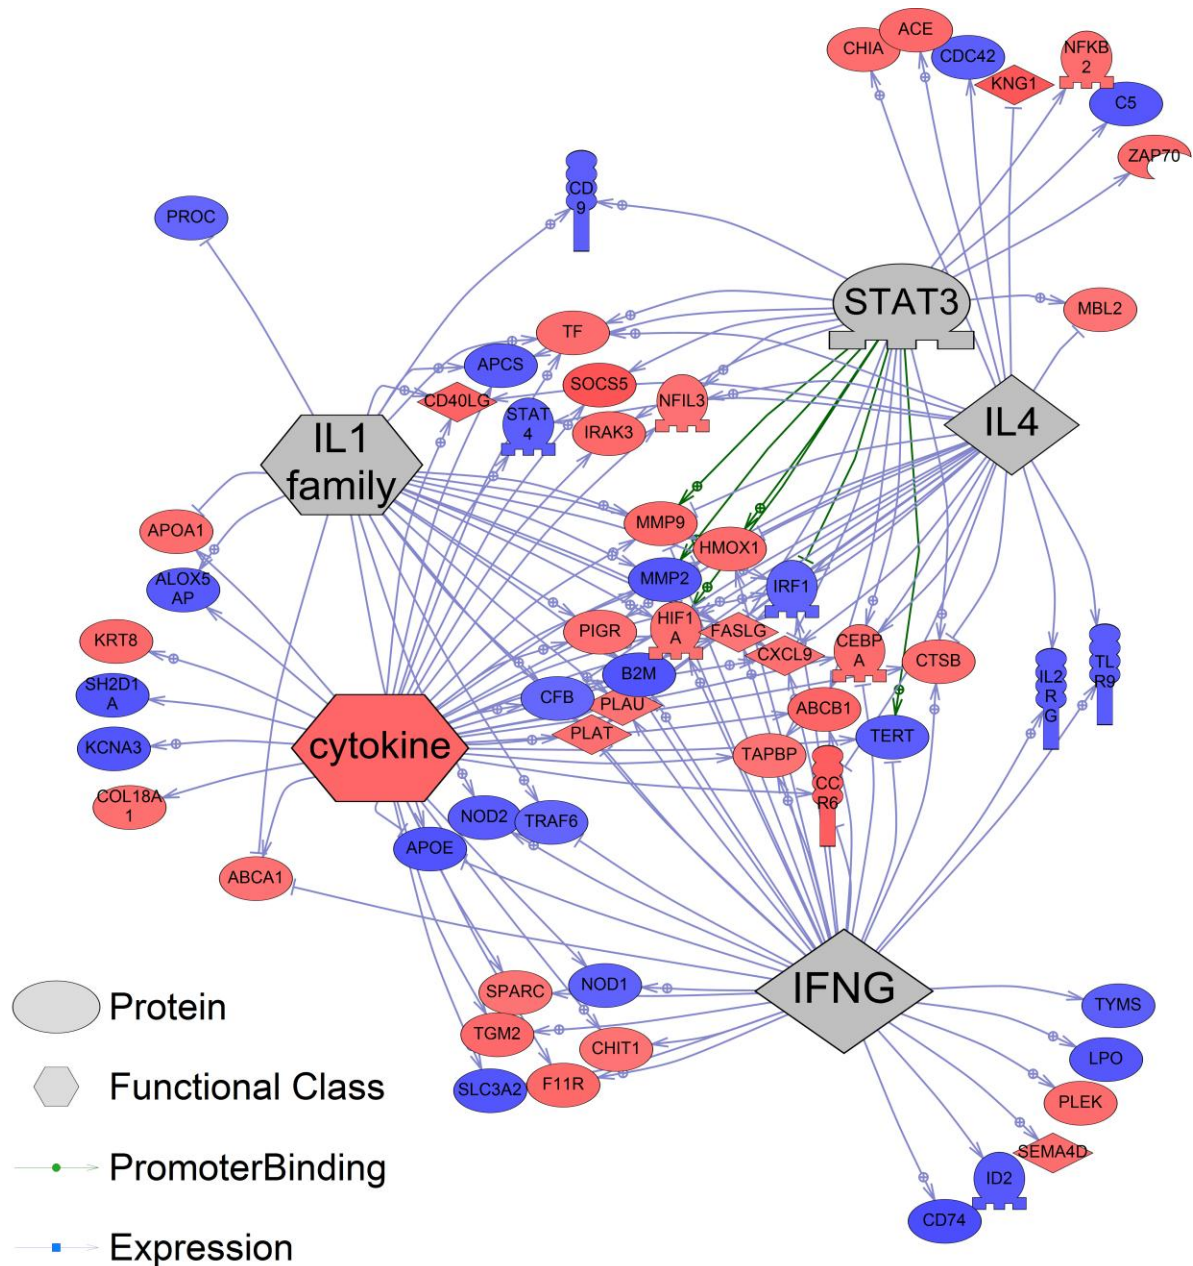 ACE
CHIA
CDC42
NFKB
2
KNG1
C5
ZAP70
CD
9
PROC
STAT3
MBL2
TF
APCS
SOCS5
CD40LG
NFIL3
STAT
4
IRAK3
IL4
IL1
family
APOA1
MMP9
HMOX1
ALOX5
AP
MMP2
IRF1
KRT8
PIGR
HIF1
A
FASLG
CXCL9
CEBP
A
CTSB
SH2D1
A
B2M
CFB
PLAU
IL2
R
G
TL
R9
KCNA3
cytokine
PLAT
ABCB1
TERT
TAPBP
COL18A
1
CC
R6
NOD2
TRAF6
APOE
ABCA1
SPARC
NOD1
IFNG
TGM2
CHIT1
TYMS
SLC3A2
F11R
LPO
PLEK
SEMA4D
ID2
CD74
Protein
Functional Class
PromoterBinding
Expression